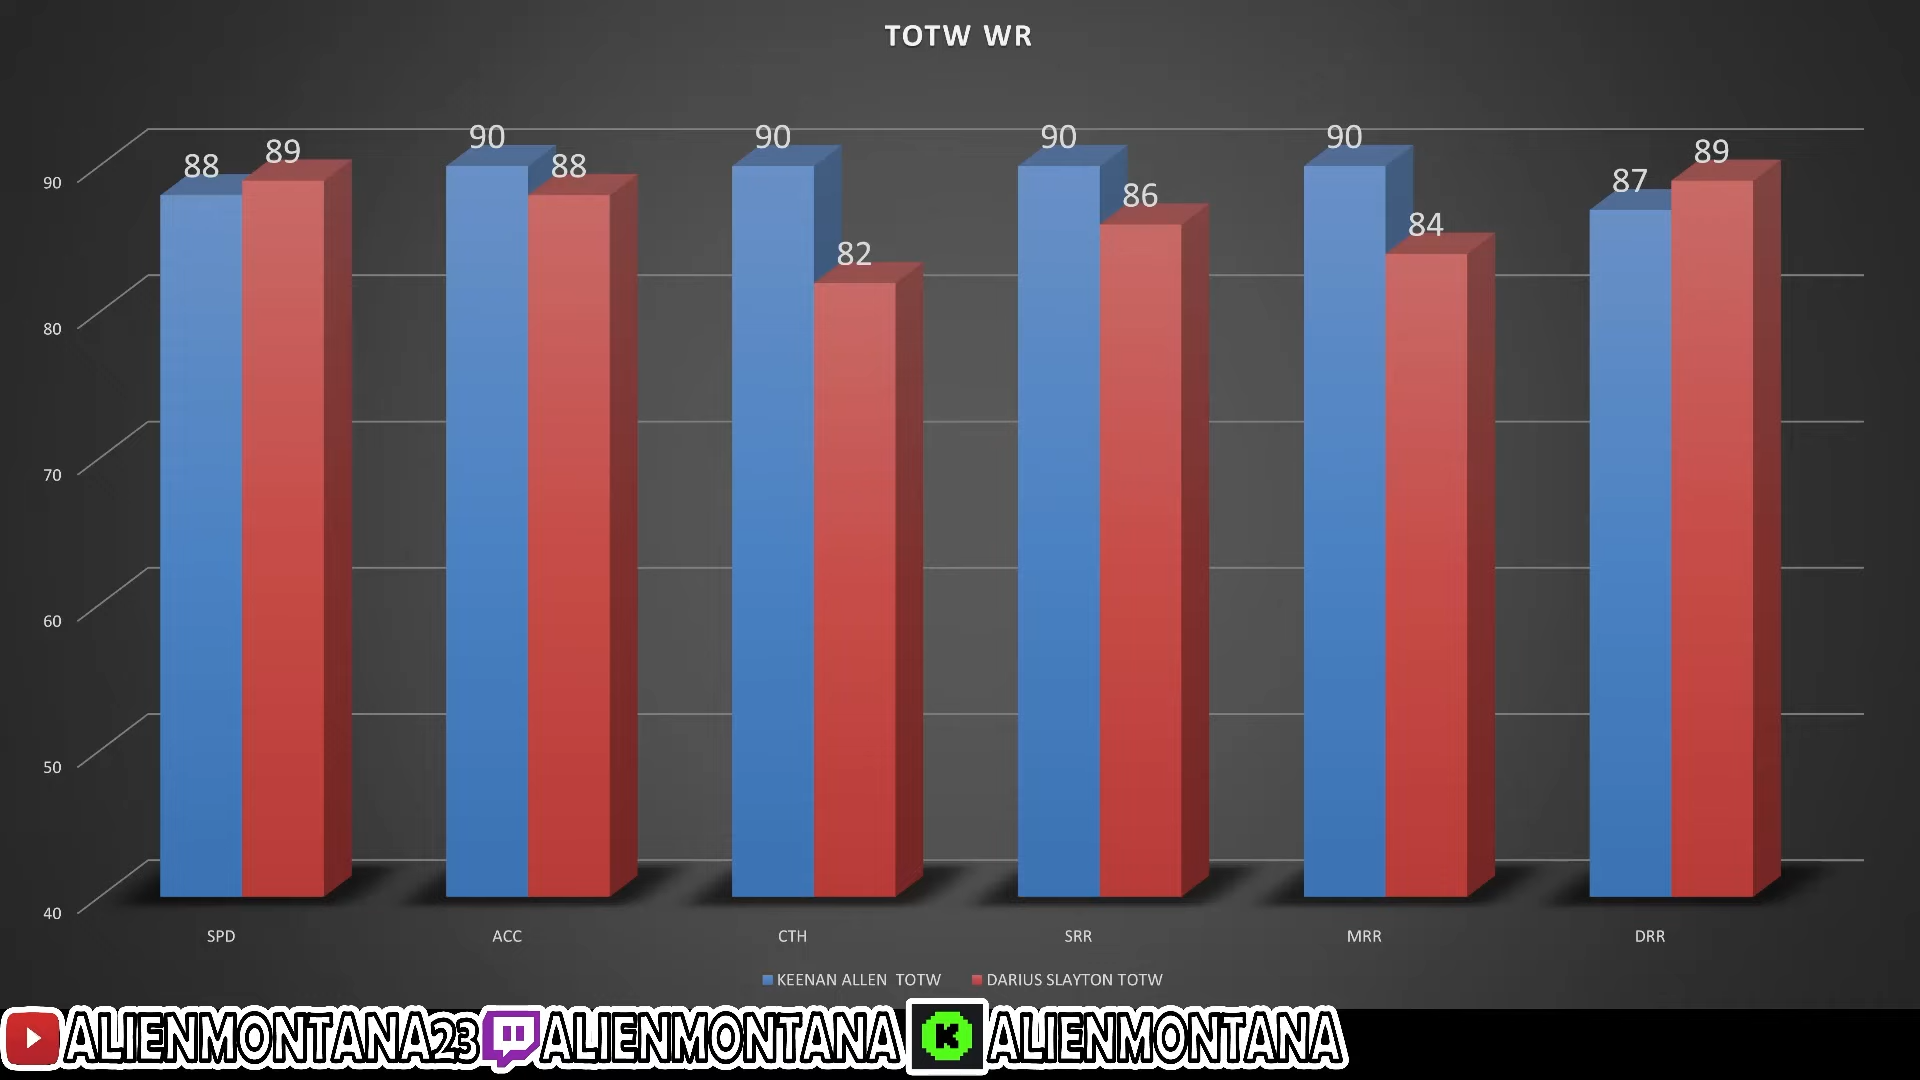 TOTW WR
90
80
70
60
50
40
88 89 90 88 90 82 90 86 90 84 87 89
SPD ACC CTH SRR MRR DRR
KEENAN ALLEN TOTW DARIUS SLAYTON TOTW
ALIENMONTANA23 ALIENMONTANA K ALIENMONTANA